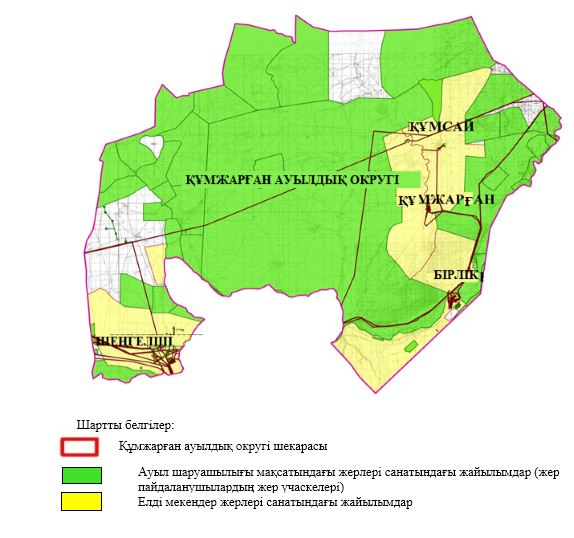 ҚҰМСАЙ
ҚҰМЖАРҒАН АУЫЛДЫҚ ОКРУГІ
ҚҰМЖАРҒАН
БІРЛІК
ШЕҢГЕЛШІ
Шартты белгілер:
Құмжарған ауылдық округі шекарасы
Ауыл шаруашылығы мақсатындағы жерлері санатындағы жайылымдар (жер
пайдаланушылардың жер учаскелері)
Елді мекендер жерлері санатындағы жайылымдар